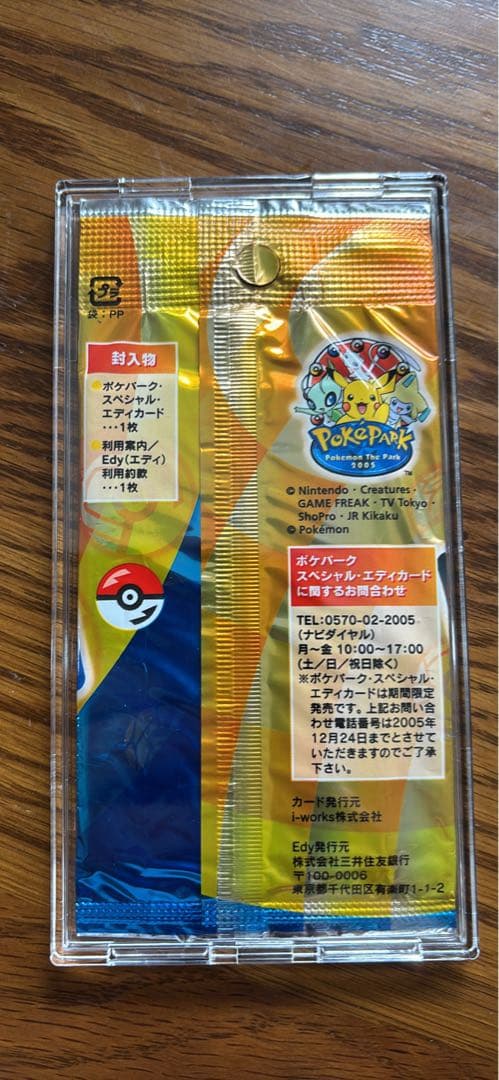 プラ
袋：PP
封入物
ポケパーク・
スペシャル・
エディカード
・・・1枚
利用案内／
Edy（エディ）
利用約款
・・・1枚
POKéPARK
Pokémon The Park
2005
™
© Nintendo・Creatures・
GAME FREAK・TV Tokyo・
ShoPro・JR Kikaku
© Pokémon
ポケパーク
スペシャル・エディカード
に関するお問合わせ
TEL:0570-02-2005
（ナビダイヤル）
月〜金 10:00〜17:00
（土／日／祝日除く）
※ポケパーク・スペシャル・
エディカードは期間限定
発売です。上記お問い合
わせ電話番号は2005年
12月24日までとさせて
いただきますのでご了承
下さい。
カード発行元
i-works株式会社
Edy発行元
株式会社三井住友銀行
〒100-0006
東京都千代田区有楽町1-1-2